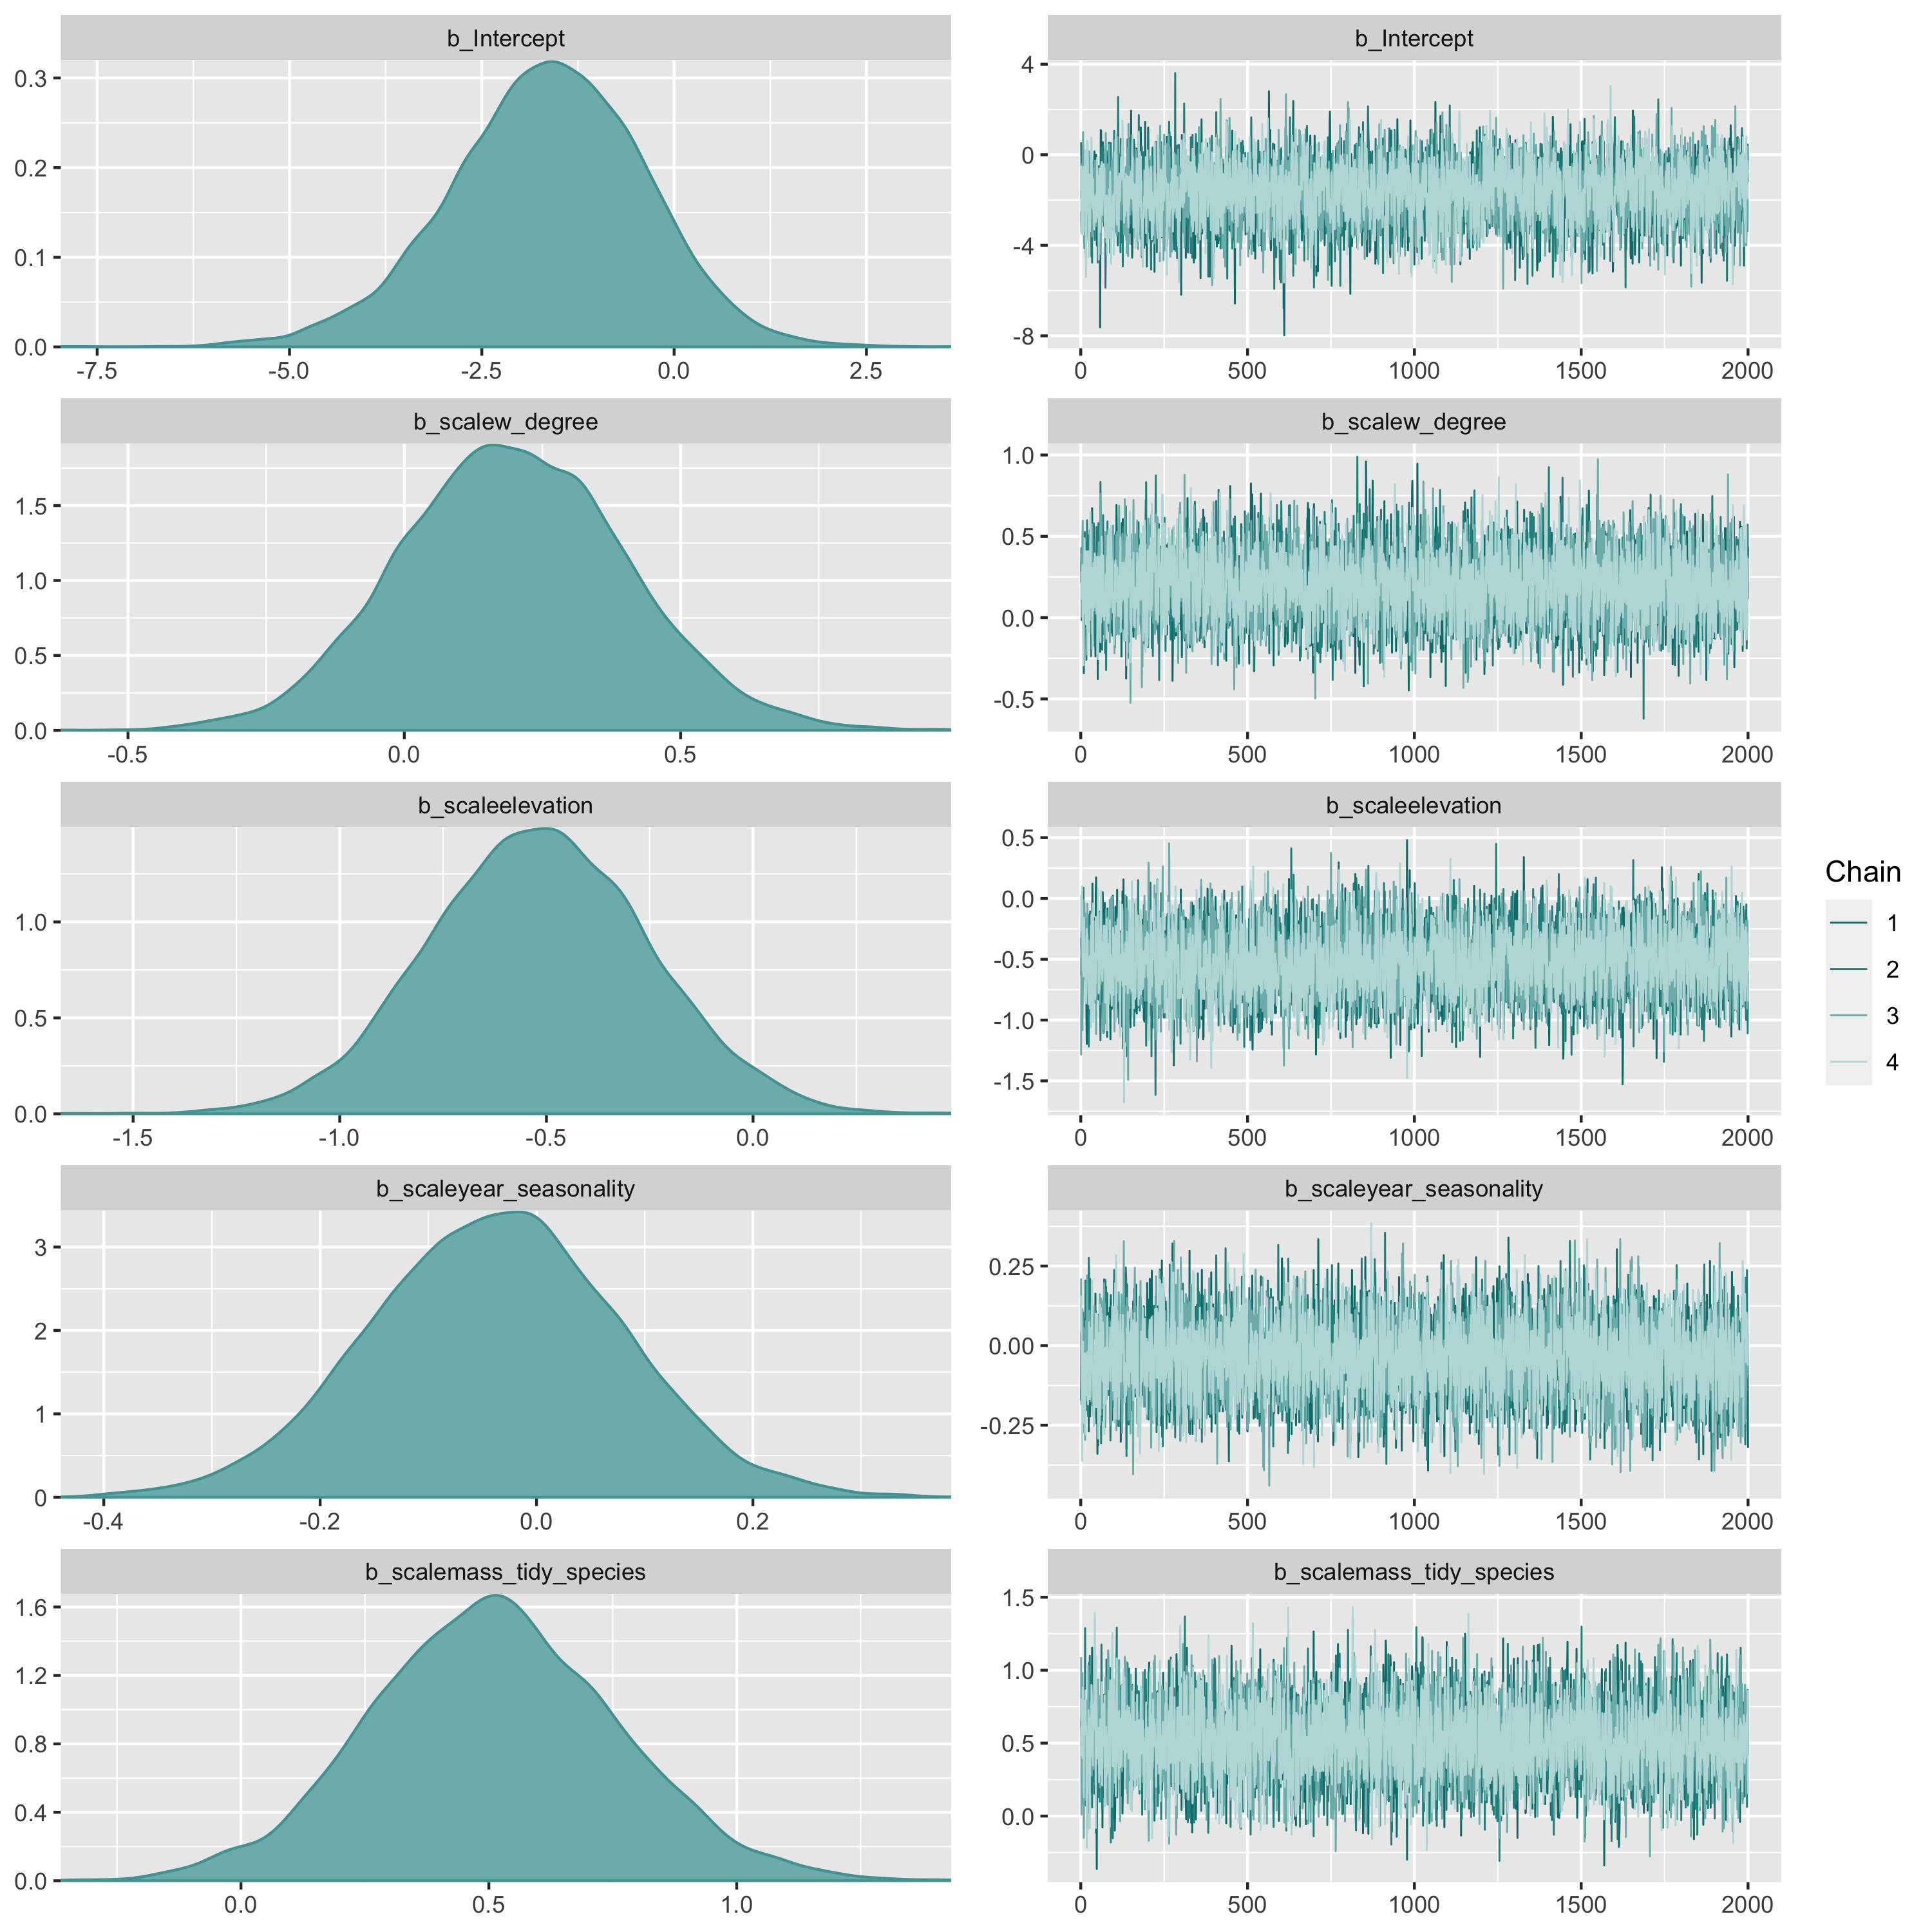 b_Intercept
0.3
0.2
0.1
0.0
-7.5 -5.0 -2.5 0.0 2.5
b_Intercept
4
0
-4
-8
0 500 1000 1500 2000
b_scalew_degree
1.5
1.0
0.5
0.0
-0.5 0.0 0.5
b_scalew_degree
1.0
0.5
0.0
-0.5
0 500 1000 1500 2000
b_scaleelevation
1.0
0.5
0.0
-1.5 -1.0 -0.5 0.0
b_scaleelevation
0.5
0.0
-0.5
-1.0
-1.5
0 500 1000 1500 2000
b_scaleyear_seasonality
3
2
1
0
-0.4 -0.2 0.0 0.2
b_scaleyear_seasonality
0.25
0.00
-0.25
0 500 1000 1500 2000
b_scalemass_tidy_species
1.6
1.2
0.8
0.4
0.0
0.0 0.5 1.0
b_scalemass_tidy_species
1.5
1.0
0.5
0.0
0 500 1000 1500 2000
Chain
1
2
3
4